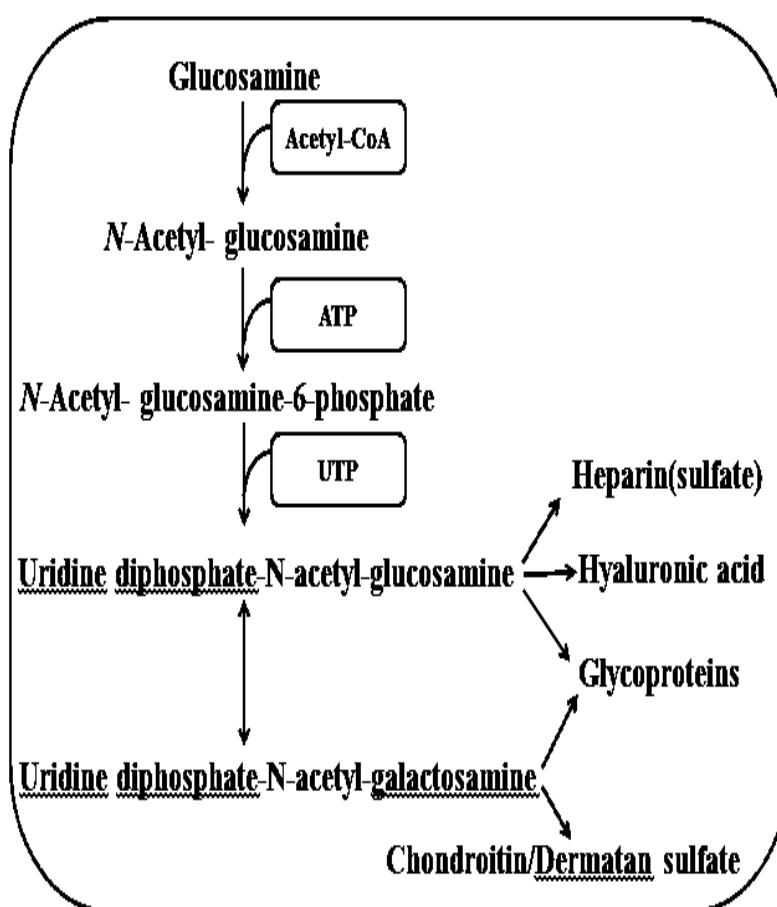 Glucosamine
Acetyl-CoA
N-Acetyl- glucosamine
ATP
N-Acetyl- glucosamine-6-phosphate
UTP
Heparin(sulfate)
Uridine diphosphate-N-acetyl-glucosamine
Hyaluronic acid
Glycoproteins
Uridine diphosphate-N-acetyl-galactosamine
Chondroitin/Dermatan sulfate